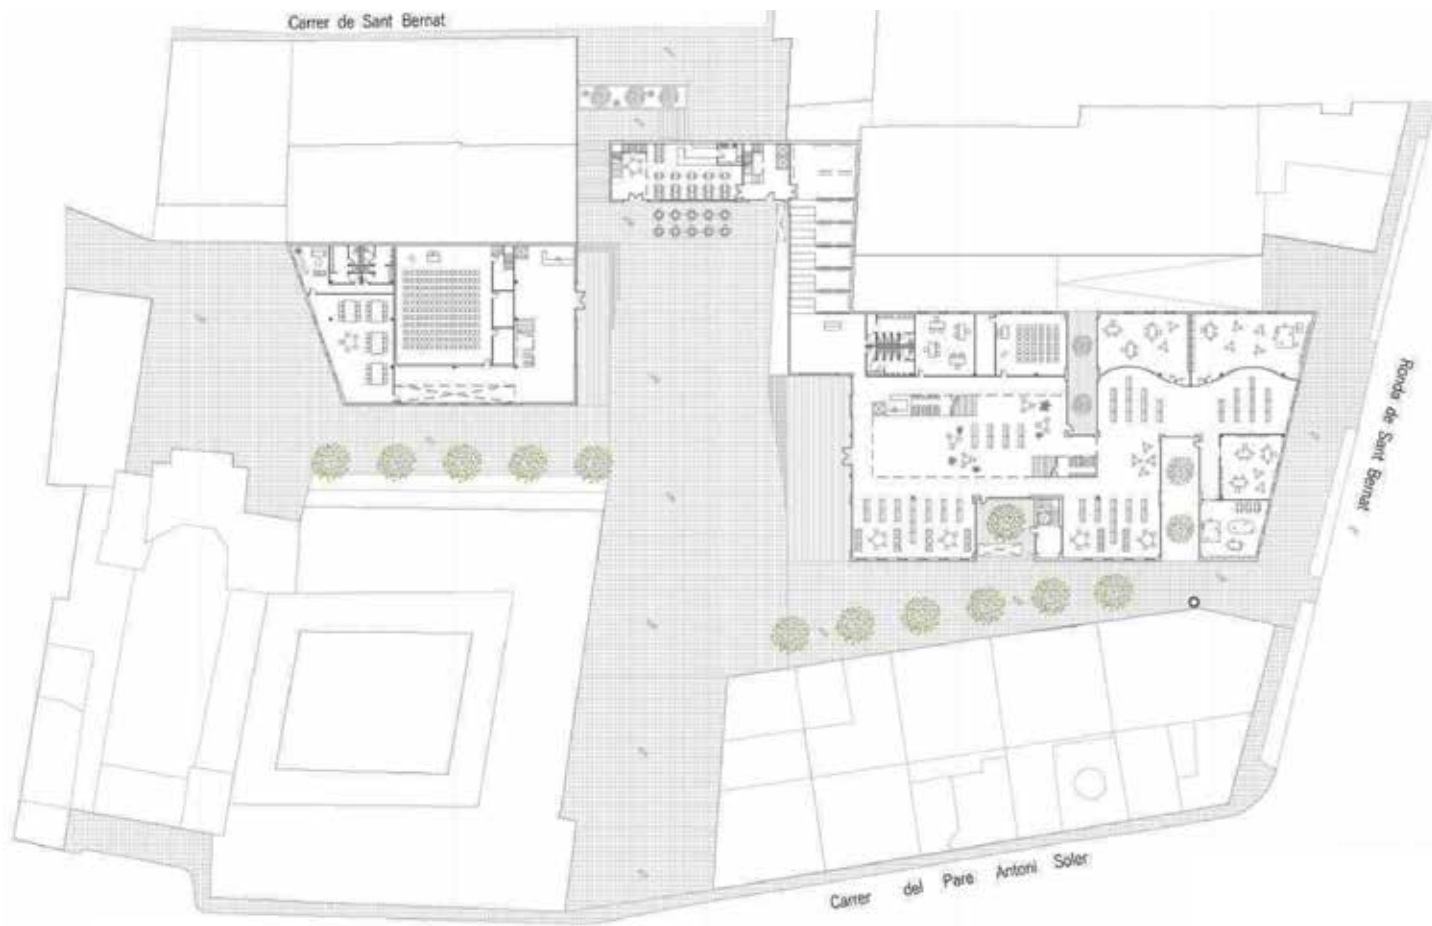 Carrer de Sant Bernat
Ronda de Sant Bernat
Carrer del Pare Antoni Soler